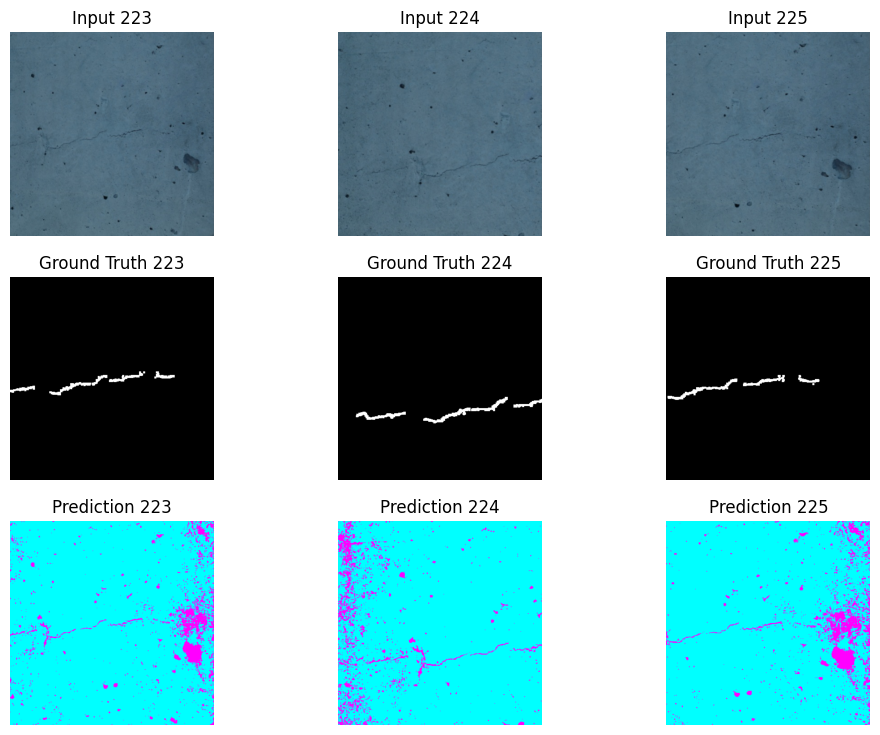 Input 223
Input 224
Input 225
Ground Truth 223
Ground Truth 224
Ground Truth 225
Prediction 223
Prediction 224
Prediction 225